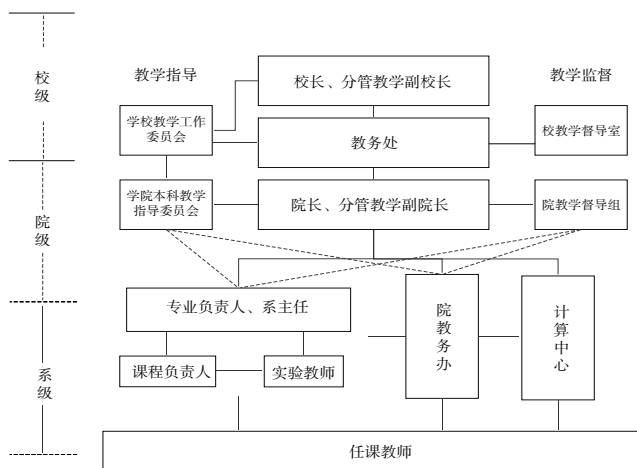 校级
教学指导
教学监督
校长、分管教学副校长
学校教学工作
委员会
教务处
校教学督导室
院级
学院本科教学
指导委员会
院长、分管教学副院长
院教学督导组
系级
专业负责人、系主任
院教务办
计算中心
课程负责人
实验教师
任课教师